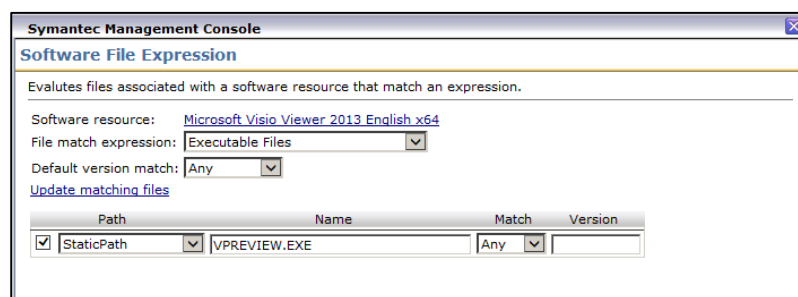 Symantec Management Console
Software File Expression
Evalutes files associated with a software resource that match an expression.
Software resource: Microsoft Visio Viewer 2013 English x64
File match expression: Executable Files
Default version match: Any
Update matching files
Path Name Match Version
StaticPath VPREVIEW.EXE Any